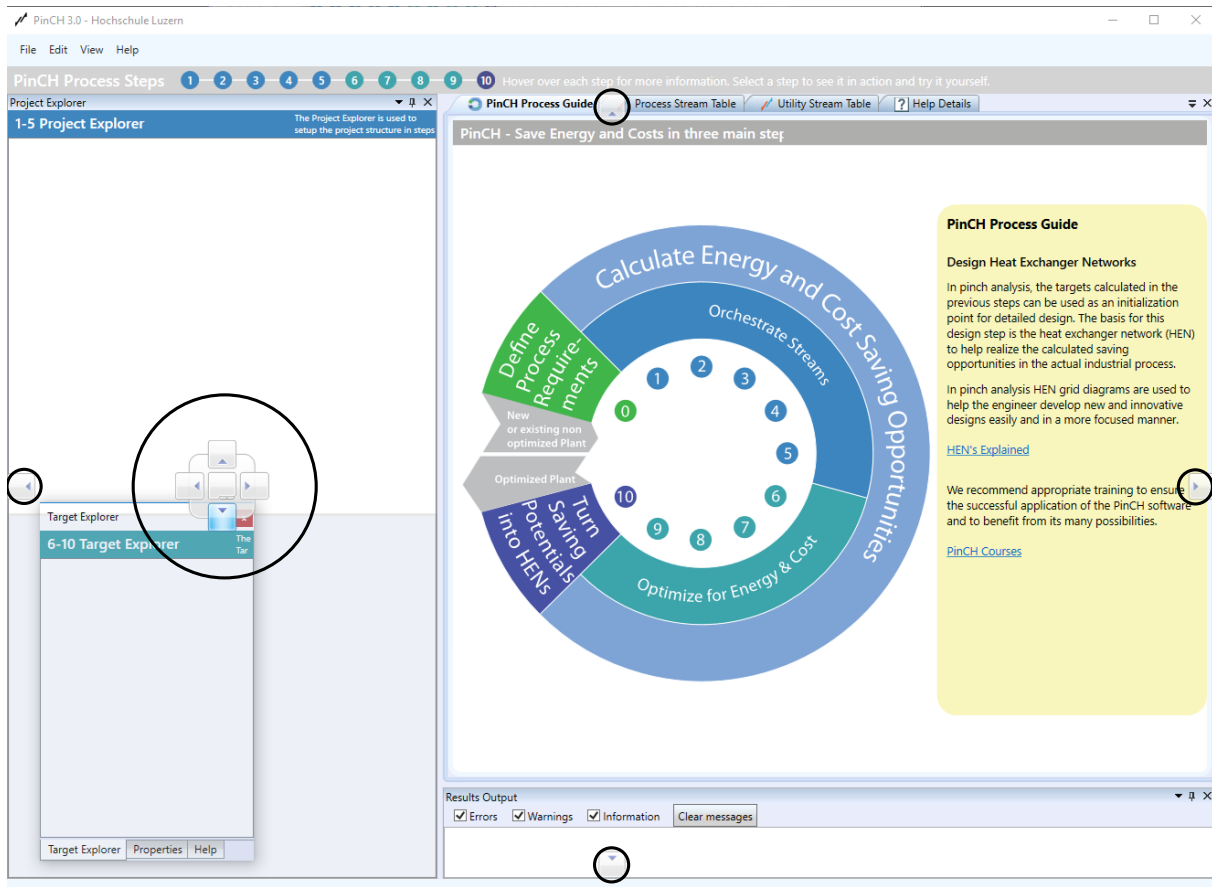 PinCH 3.0 - Hochschule Luzern
File Edit View Help
PinCH Process Steps 1 2 3 4 5 6 7 8 9 10 Hover over each step for more information. Select a step to see it in action and try it yourself.
Project Explorer
1-5 Project Explorer
The Project Explorer is used to
setup the project structure in steps
PinCH Process Guide Process Stream Table Utility Stream Table ? Help Details
PinCH - Save Energy and Costs in three main step
Calculate Energy and Cost Saving Opportunities
Orchestrate Streams
Define
Process
Require-
ments
New
or existing non
optimized Plant
Optimized Plant
Turn
Saving
Potentials
into HENs
Optimize for Energy & Cost
0
1
2
3
4
5
6
7
8
9
10
PinCH Process Guide
Design Heat Exchanger Networks
In pinch analysis, the targets calculated in the
previous steps can be used as an initialization
point for detailed design. The basis for this
design step is the heat exchanger network (HEN)
to help realize the calculated saving
opportunities in the actual industrial process.
In pinch analysis HEN grid diagrams are used to
help the engineer develop new and innovative
designs easily and in a more focused manner.
HEN's Explained
We recommend appropriate training to ensure
the successful application of the PinCH software
and to benefit from its many possibilities.
PinCH Courses
Target Explorer
6-10 Target Explorer
The
Tar
Target Explorer Properties Help
Results Output
Errors Warnings Information Clear messages